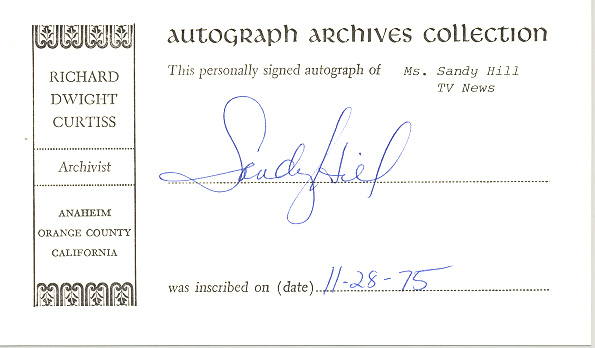 AUTOGRAPH ARCHIVES COLLECTION
RICHARD
DWIGHT
CURTISS
Archivist
ANAHEIM
ORANGE COUNTY
CALIFORNIA
This personally signed autograph of Ms. Sandy Hill
TV News
Sandy Hill
was inscribed on (date) 11-28-75